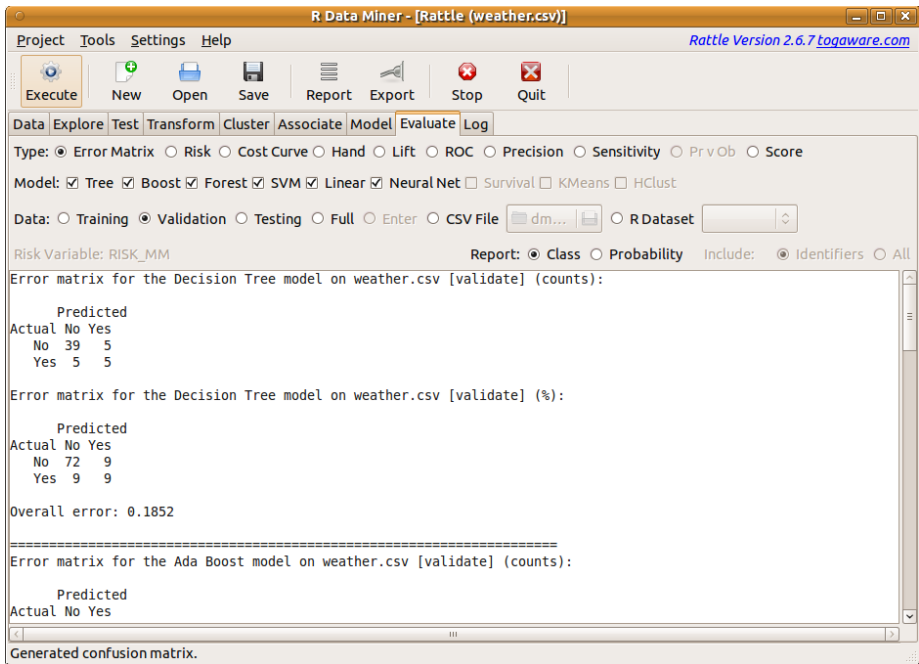 R Data Miner - [Rattle (weather.csv)]
Project Tools Settings Help Rattle Version 2.6.7 togaware.com
Execute New Open Save Report Export Stop Quit
Data Explore Test Transform Cluster Associate Model Evaluate Log
Type: Error Matrix Risk Cost Curve Hand Lift ROC Precision Sensitivity Pr v Ob Score
Model: Tree Boost Forest SVM Linear Neural Net Survival KMeans HClust
Data: Training Validation Testing Full Enter CSV File dm... R Dataset
Risk Variable: RISK_MM Report: Class Probability Include: Identifiers All
Error matrix for the Decision Tree model on weather.csv [validate] (counts):
Predicted
Actual No Yes
No 39 5
Yes 5 5
Error matrix for the Decision Tree model on weather.csv [validate] (%):
Predicted
Actual No Yes
No 72 9
Yes 9 9
Overall error: 0.1852
======================================================================
Error matrix for the Ada Boost model on weather.csv [validate] (counts):
Predicted
Actual No Yes
Generated confusion matrix.